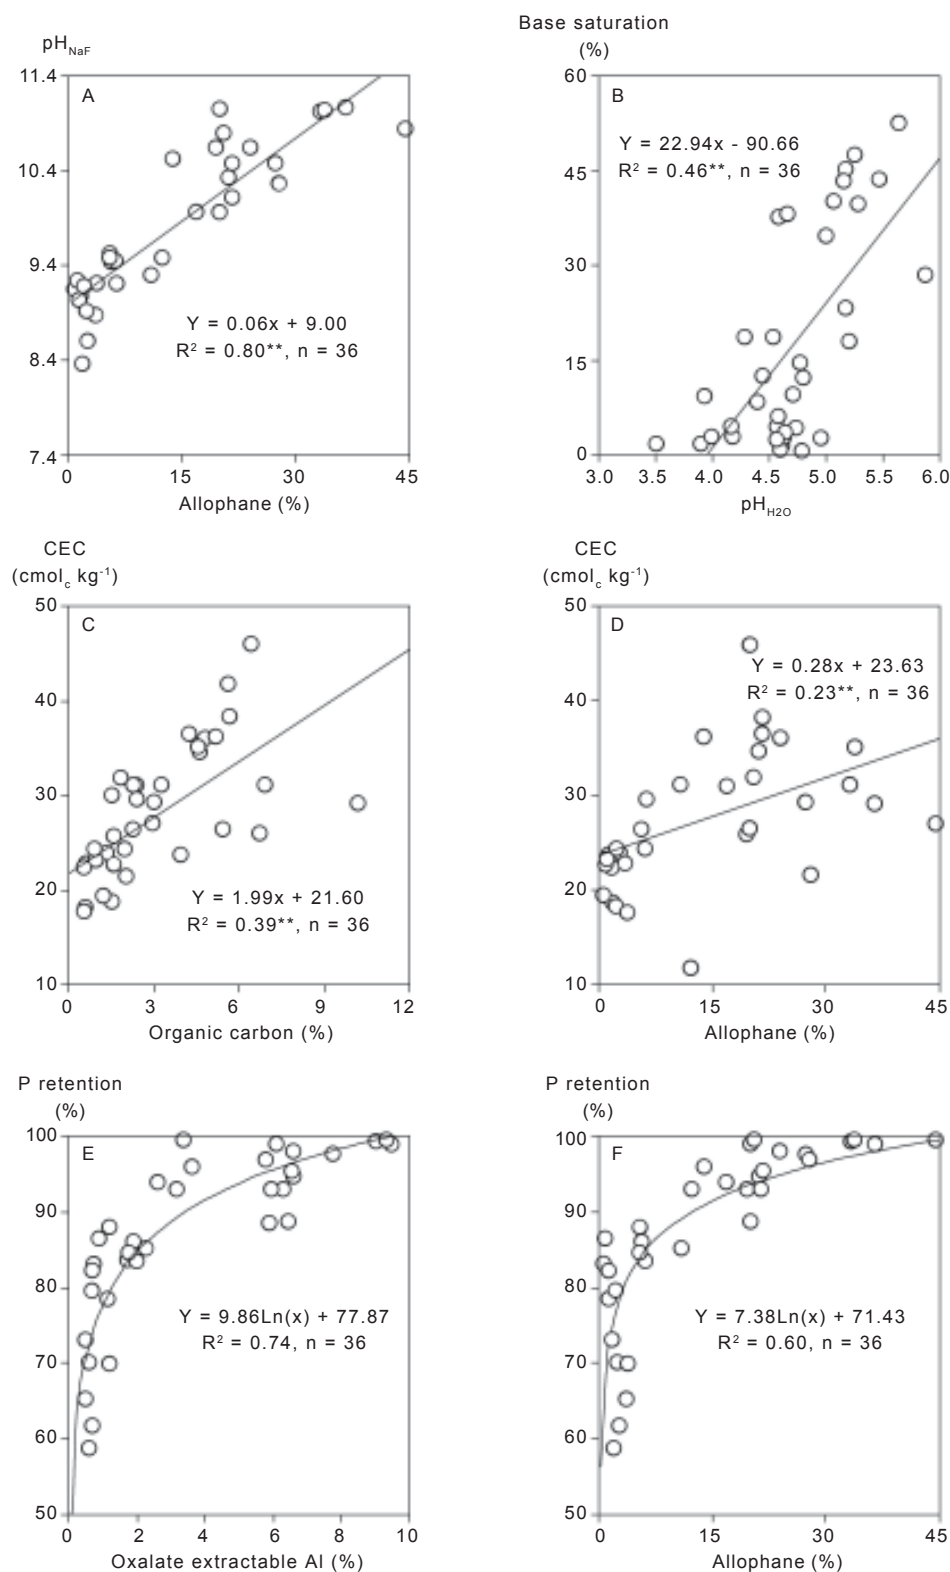 pH_NaF
11.4
10.4
9.4
8.4
7.4
A
Y = 0.06x + 9.00
R² = 0.80**, n = 36
0 15 30 45
Allophane (%)
Base saturation
(%)
60
45
30
15
0
B
Y = 22.94x - 90.66
R² = 0.46**, n = 36
3.0 3.5 4.0 4.5 5.0 5.5 6.0
pH_H2O
CEC
(cmol_c kg⁻¹)
50
40
30
20
10
C
Y = 1.99x + 21.60
R² = 0.39**, n = 36
0 3 6 9 12
Organic carbon (%)
CEC
(cmol_c kg⁻¹)
50
40
30
20
10
D
Y = 0.28x + 23.63
R² = 0.23**, n = 36
0 15 30 45
Allophane (%)
P retention
(%)
100
90
80
70
60
50
E
Y = 9.86Ln(x) + 77.87
R² = 0.74, n = 36
0 2 4 6 8 10
Oxalate extractable Al (%)
P retention
(%)
100
90
80
70
60
50
F
Y = 7.38Ln(x) + 71.43
R² = 0.60, n = 36
0 15 30 45
Allophane (%)